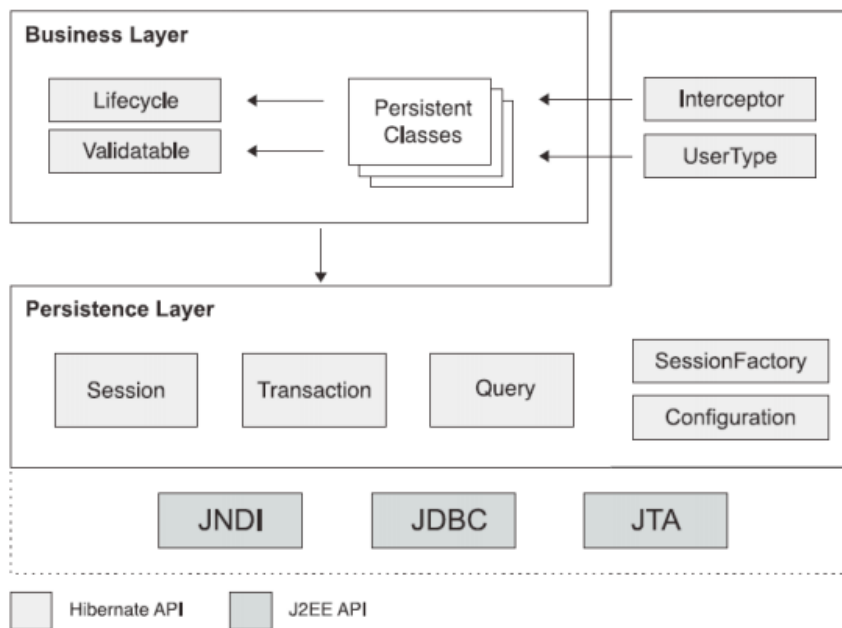 Business Layer
Lifecycle
Validatable
Persistent
Classes
Interceptor
UserType
Persistence Layer
Session
Transaction
Query
SessionFactory
Configuration
JNDI
JDBC
JTA
Hibernate API
J2EE API